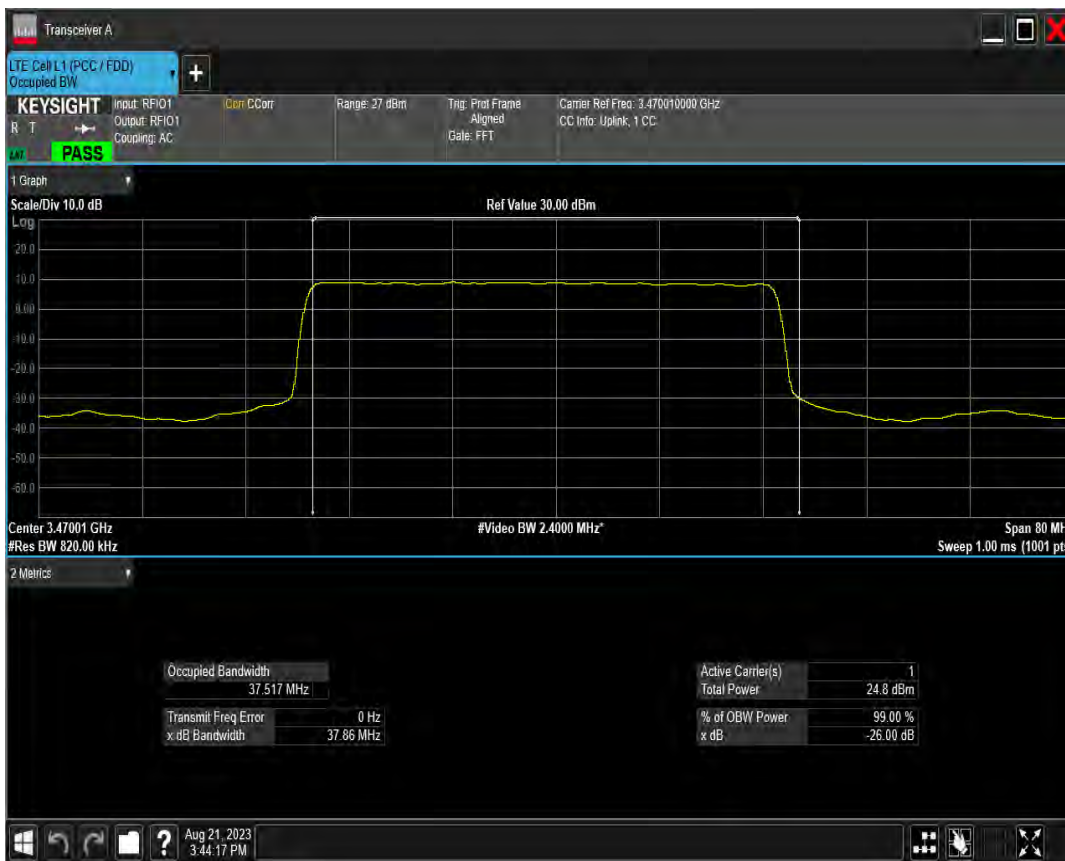 Transceiver A
LTE Cell L1 (PCC / FDD)
Occupied BW
+
KEYSIGHT
R T
PASS
Input: RFIO1
Output: RFIO1
Coupling: AC
Corr CCorr
Range: 27 dBm
Trig: Prot Frame
Aligned
Gate: FFT
Carrier Ref Freq: 3.470010000 GHz
CC Info: Uplink, 1 CC
1 Graph
Scale/Div 10.0 dB
Ref Value 30.00 dBm
Log
20.0
10.0
0.00
-10.0
-20.0
-30.0
-40.0
-50.0
-60.0
Center 3.47001 GHz
#Video BW 2.4000 MHz*
Span 80 MH
#Res BW 820.00 kHz
Sweep 1.00 ms (1001 pts
2 Metrics
Occupied Bandwidth
37.517 MHz
Transmit Freq Error 0 Hz
x dB Bandwidth 37.86 MHz
Active Carrier(s) 1
Total Power 24.8 dBm
% of OBW Power 99.00 %
x dB -26.00 dB
?
Aug 21, 2023
3:44:17 PM